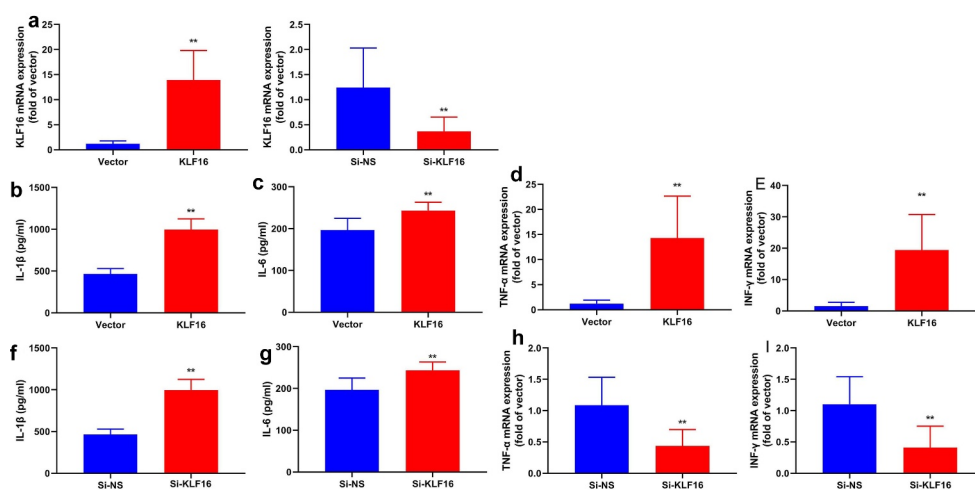 a
KLF16 mRNA expression
(fold of vector)
25
20
15
10
5
0
**
Vector
KLF16
KLF16 mRNA expression
(fold of vector)
2.5
2.0
1.5
1.0
0.5
0.0
**
Si-NS
Si-KLF16
b
IL-1β (pg/ml)
1500
1000
500
0
**
Vector
KLF16
c
IL-6 (pg/ml)
300
200
100
0
**
Vector
KLF16
d
TNF-α mRNA expression
(fold of vector)
25
20
15
10
5
0
**
Vector
KLF16
E
INF-γ mRNA expression
(fold of vector)
40
30
20
10
0
**
Vector
KLF16
f
IL-1β (pg/ml)
1500
1000
500
0
**
Si-NS
Si-KLF16
g
IL-6 (pg/ml)
300
200
100
0
**
Si-NS
Si-KLF16
h
TNF-α mRNA expression
(fold of vector)
2.0
1.5
1.0
0.5
0.0
**
Si-NS
Si-KLF16
I
INF-γ mRNA expression
(fold of vector)
2.0
1.5
1.0
0.5
0.0
**
Si-NS
Si-KLF16